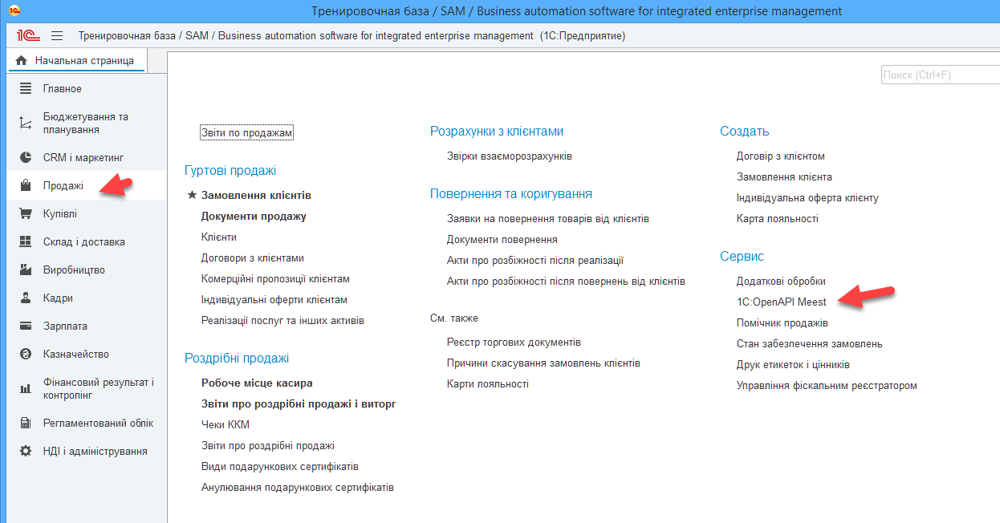 Тренировочная база / SAM / Business automation software for integrated enterprise management
Тренировочная база / SAM / Business automation software for integrated enterprise management (1С:Предприятие)
Начальная страница
Главное
Бюджетування та
планування
CRM і маркетинг
Продажі
Купівлі
Склад і доставка
Виробництво
Кадри
Зарплата
Казначейство
Фінансовий результат і
контролінг
Регламентований облік
НДІ і адміністрування
Поиск (Ctrl+F)
Звіти по продажам
Гуртові продажі
Замовлення клієнтів
Документи продажу
Клієнти
Договори з клієнтами
Комерційні пропозиції клієнтам
Індивідуальні оферти клієнтам
Реалізації послуг та інших активів
Роздрібні продажі
Робоче місце касира
Звіти про роздрібні продажі і виторг
Чеки ККМ
Звіти про роздрібні продажі
Види подарункових сертифікатів
Анулювання подарункових сертифікатів
Розрахунки з клієнтами
Звірки взаєморозрахунків
Повернення та коригування
Заявки на повернення товарів від клієнтів
Документи повернення
Акти про розбіжності після реалізації
Акти про розбіжності після повернень від клієнтів
См. также
Реєстр торгових документів
Причини скасування замовлень клієнтів
Карти лояльності
Создать
Договір з клієнтом
Замовлення клієнта
Індивідуальна оферта клієнту
Карта лояльності
Сервис
Додаткові обробки
1C:OpenAPI Meest
Помічник продажів
Стан забезпечення замовлень
Друк етикеток і цінників
Управління фіскальним реєстратором